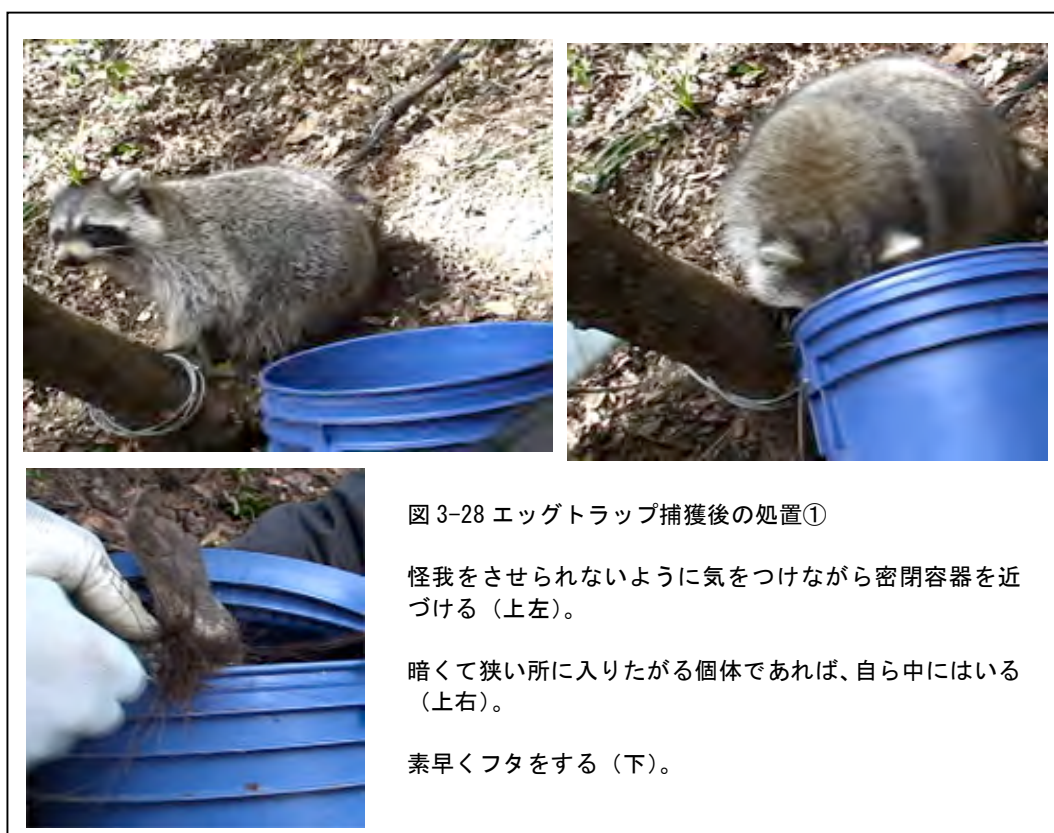 図 3-28 エッグトラップ捕獲後の処置①
怪我をさせられないように気をつけながら密閉容器を近
づける（上左）。
暗くて狭い所に入りたがる個体であれば、自ら中にはいる
（上右）。
素早くフタをする（下）。